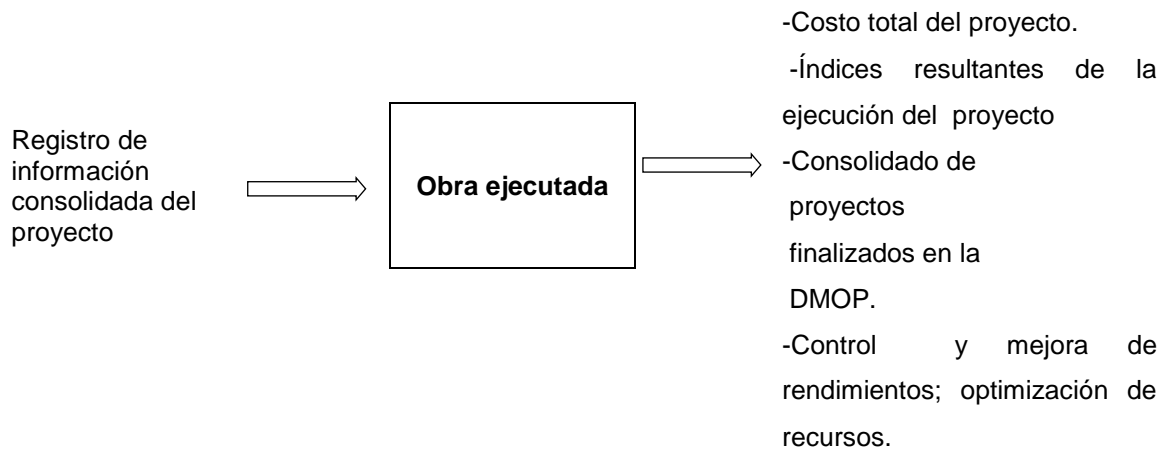 Registro de
información
consolidada del
proyecto
Obra ejecutada
-Costo total del proyecto.
-Índices resultantes de la
ejecución del proyecto
-Consolidado de
proyectos
finalizados en la
DMOP.
-Control y mejora de
rendimientos; optimización de
recursos.